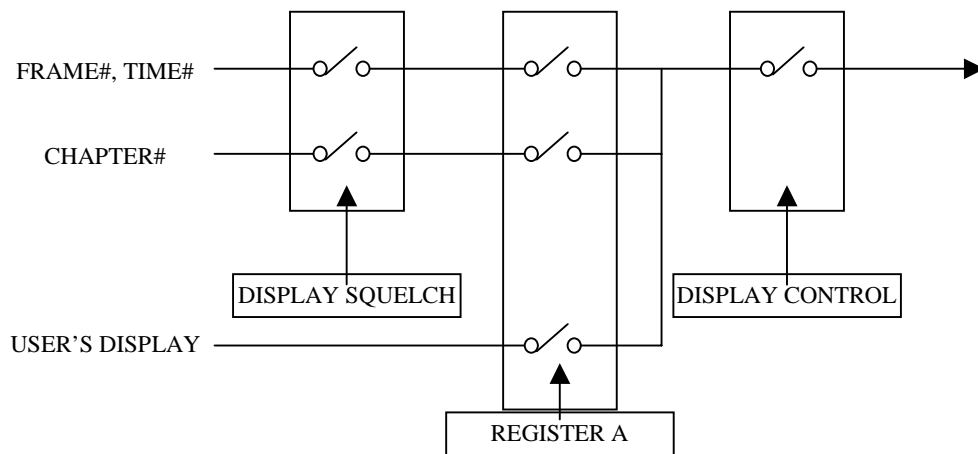 FRAME#, TIME#
CHAPTER#
DISPLAY SQUELCH
DISPLAY CONTROL
USER’S DISPLAY
REGISTER A